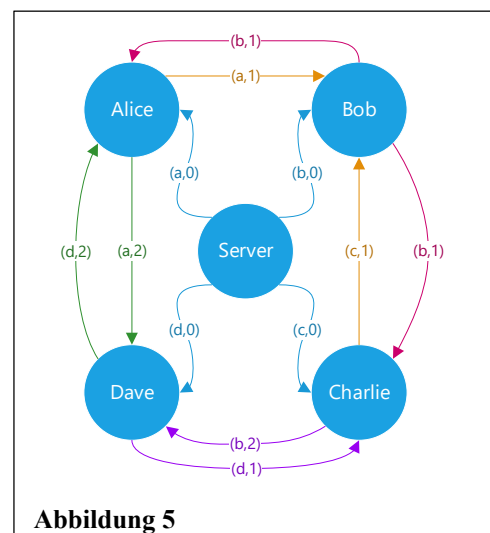 (b,1)
(a,1)
Alice
Bob
(a,0)
(b,0)
(d,2)
(a,2)
Server
(c,1)
(b,1)
(d,0)
(c,0)
Dave
Charlie
(b,2)
(d,1)
Abbildung 5